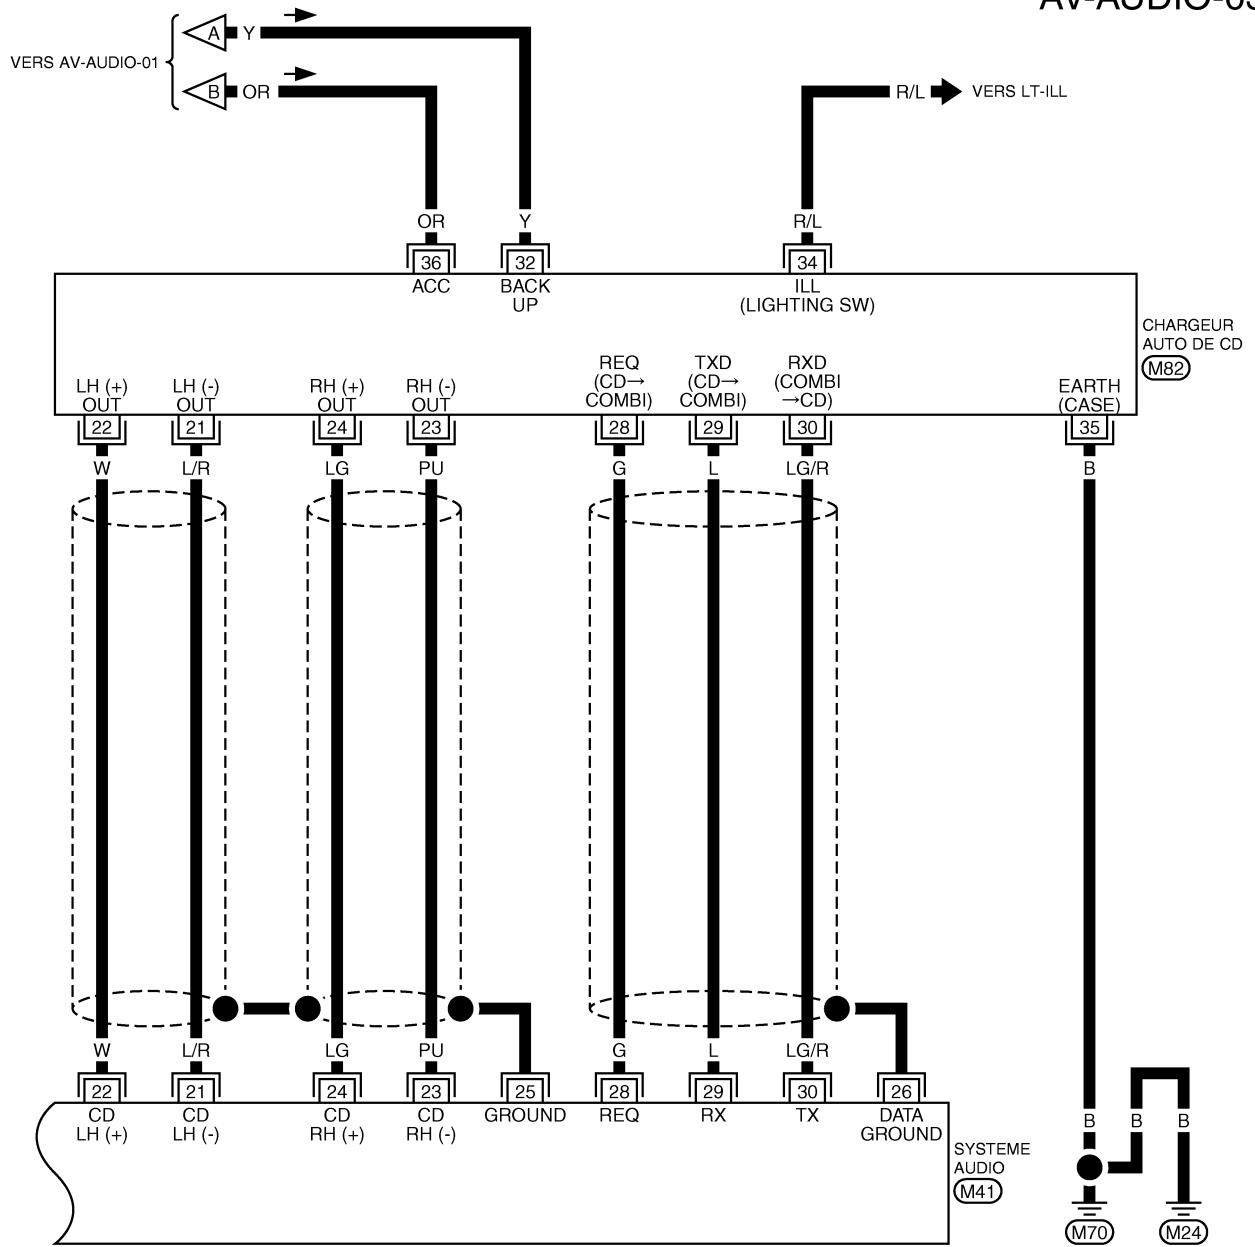 AV-AUDIO-03
A Y
VERS AV-AUDIO-01
B OR
R/L VERS LT-ILL
OR Y R/L
36 32 34
ACC BACK UP ILL
(LIGHTING SW)
CHARGEUR
AUTO DE CD
M82
LH (+)
OUT
LH (-)
OUT
RH (+)
OUT
RH (-)
OUT
REQ
(CD→
COMBI)
TXD
(CD→
COMBI)
RXD
(COMBI
→CD)
EARTH
(CASE)
22 21 24 23 28 29 30 35
W L/R LG PU G L LG/R B
W L/R LG PU G L LG/R
22 21 24 23 25 28 29 30 26
CD
LH (+)
CD
LH (-)
CD
RH (+)
CD
RH (-)
GROUND
REQ
RX
TX
DATA
GROUND
B B B
SYSTEME
AUDIO
M41
M70 M24